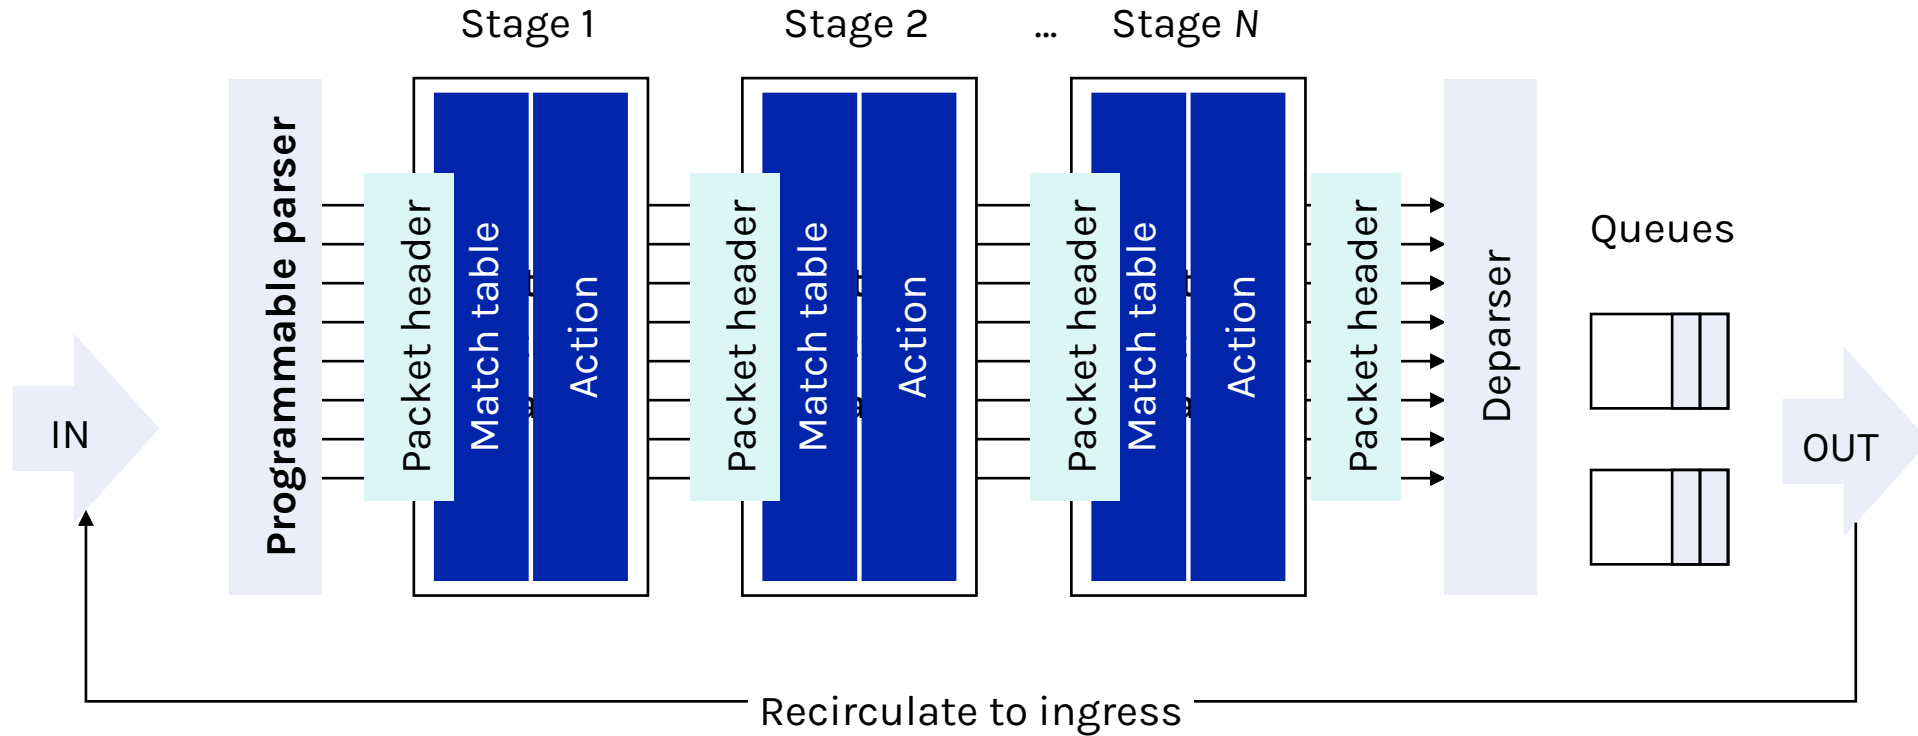 Stage 1
Stage 2
...
Stage N
IN
Programmable parser
Packet header
Match table
Action
Packet header
Match table
Action
Packet header
Match table
Action
Packet header
Deparser
Queues
OUT
Recirculate to ingress